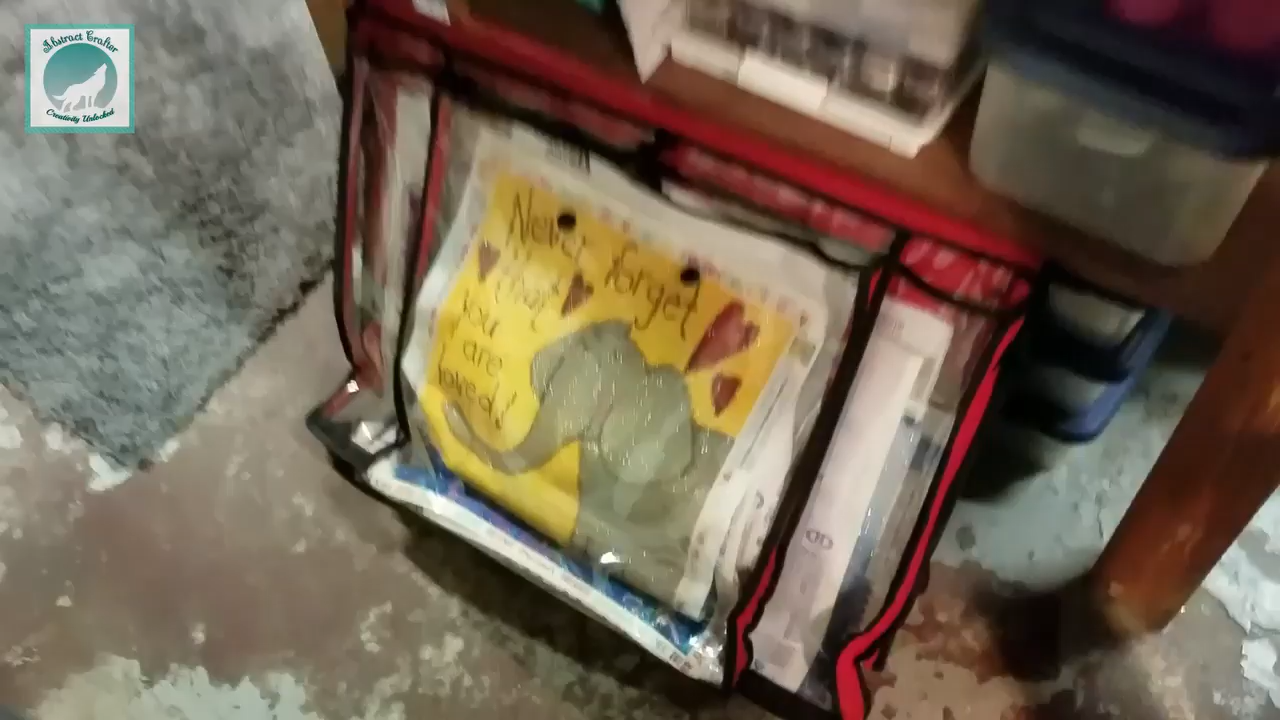 Abstract Crafter
Creativity Unlocked
Never forget
that
you
are
loved!